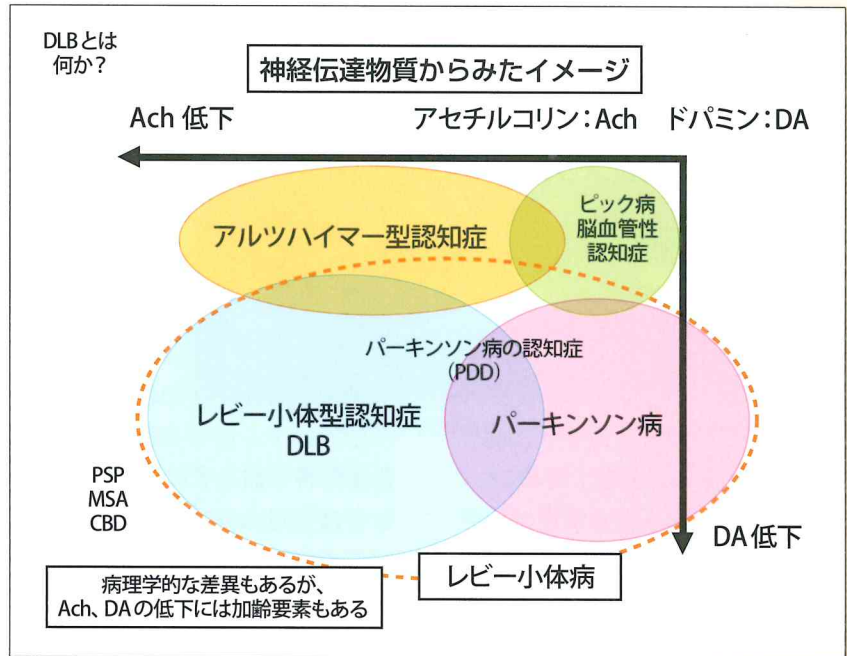 DLBとは
何か？
神経伝達物質からみたイメージ
Ach 低下
アセチルコリン：Ach　ドパミン：DA
アルツハイマー型認知症
ピック病
脳血管性
認知症
パーキンソン病の認知症
(PDD)
レビー小体型認知症
DLB
パーキンソン病
PSP
MSA
CBD
DA 低下
レビー小体病
病理学的な差異もあるが、
Ach、DAの低下には加齢要素もある